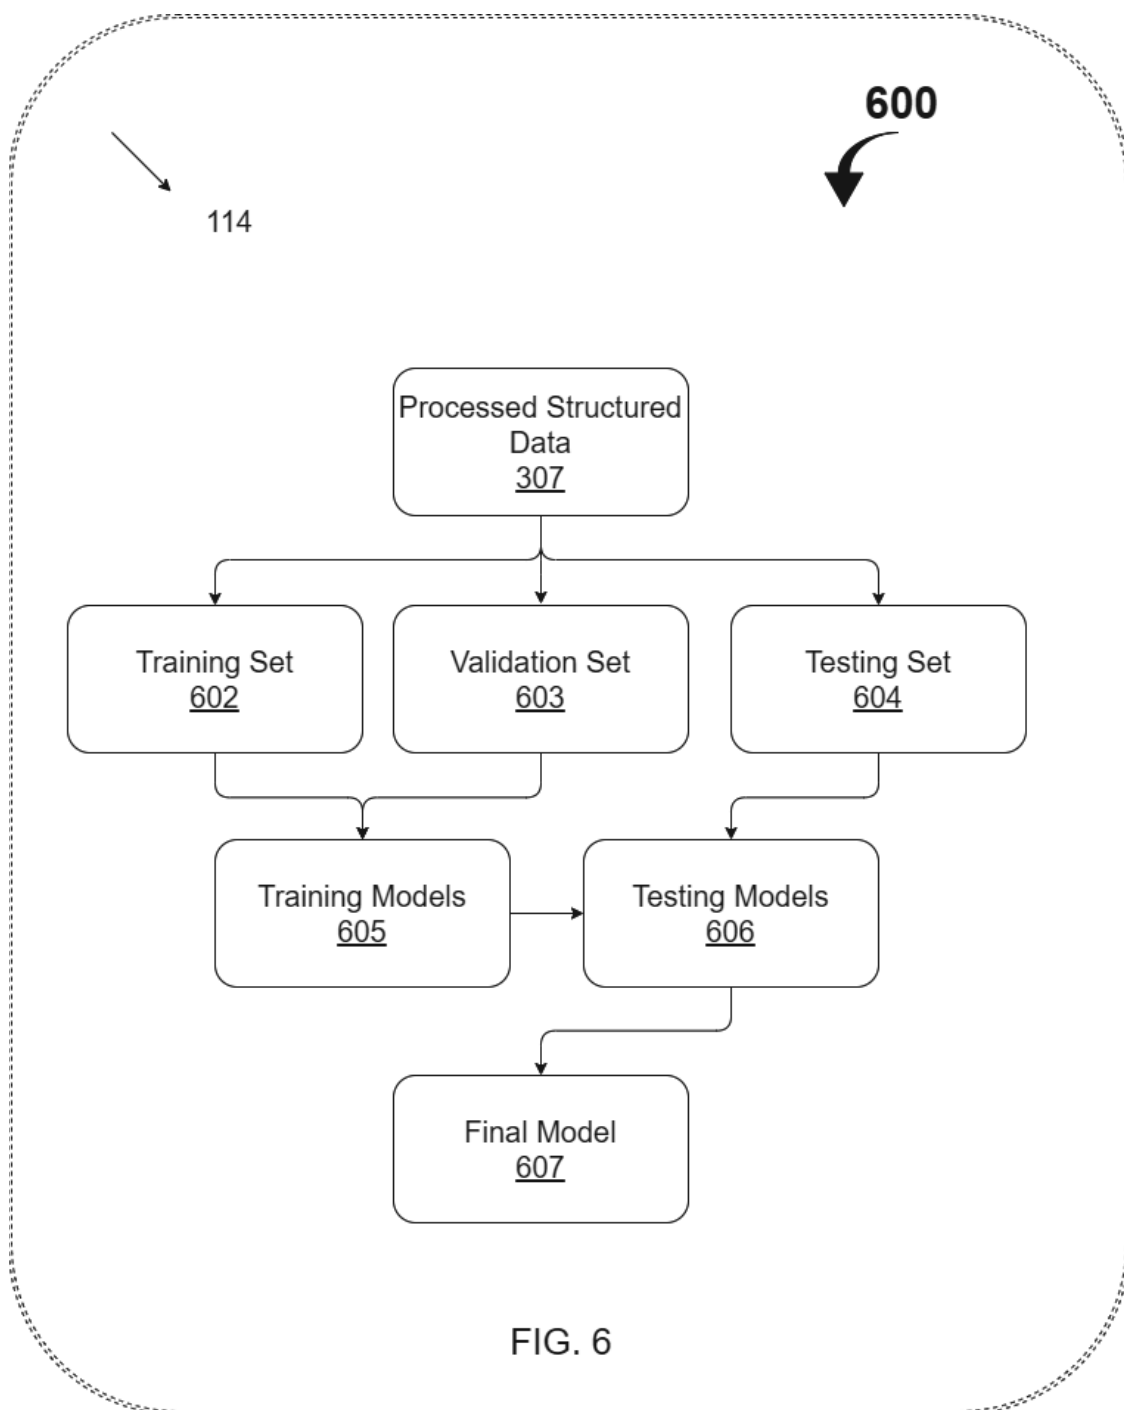 600
114
Processed Structured
Data
307
Training Set
602
Validation Set
603
Testing Set
604
Training Models
605
Testing Models
606
Final Model
607
FIG. 6